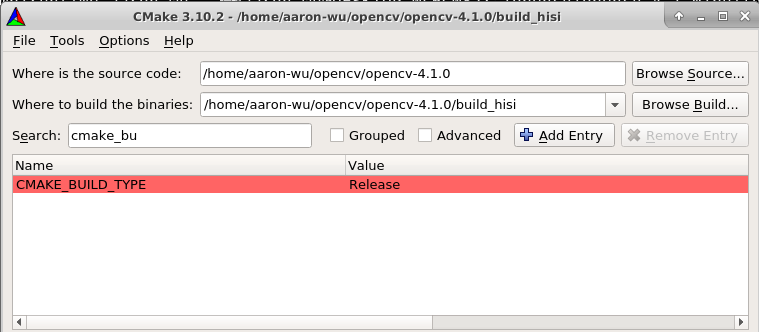 CMake 3.10.2 - /home/aaron-wu/opencv/opencv-4.1.0/build_hisi
File Tools Options Help
Where is the source code: /home/aaron-wu/opencv/opencv-4.1.0 Browse Source...
Where to build the binaries: /home/aaron-wu/opencv/opencv-4.1.0/build_hisi Browse Build...
Search: cmake_bu Grouped Advanced Add Entry Remove Entry
Name Value
CMAKE_BUILD_TYPE Release